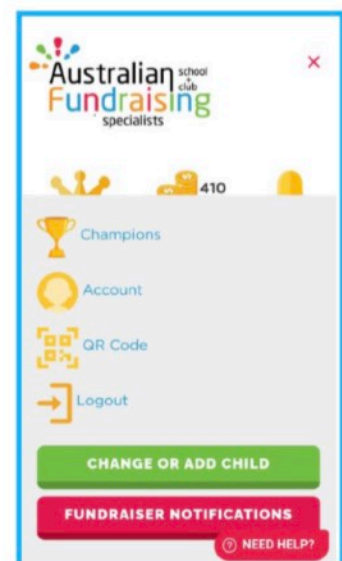 Australian school + club
Fundraising
specialists
×
410
Champions
Account
QR Code
Logout
CHANGE OR ADD CHILD
FUNDRAISER NOTIFICATIONS
? NEED HELP?